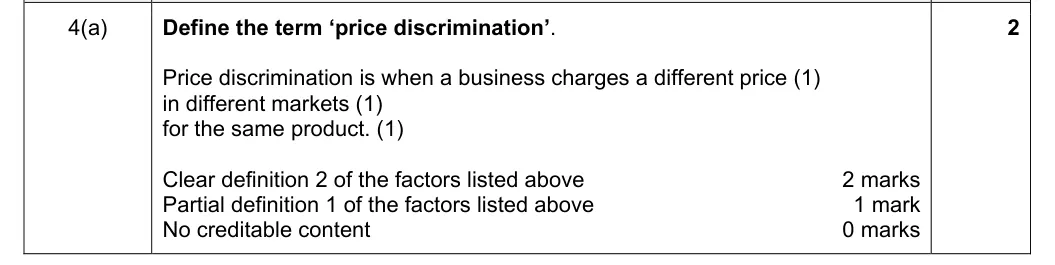 4(a) Define the term ‘price discrimination’. 2
Price discrimination is when a business charges a different price (1)
in different markets (1)
for the same product. (1)
Clear definition 2 of the factors listed above 2 marks
Partial definition 1 of the factors listed above 1 mark
No creditable content 0 marks